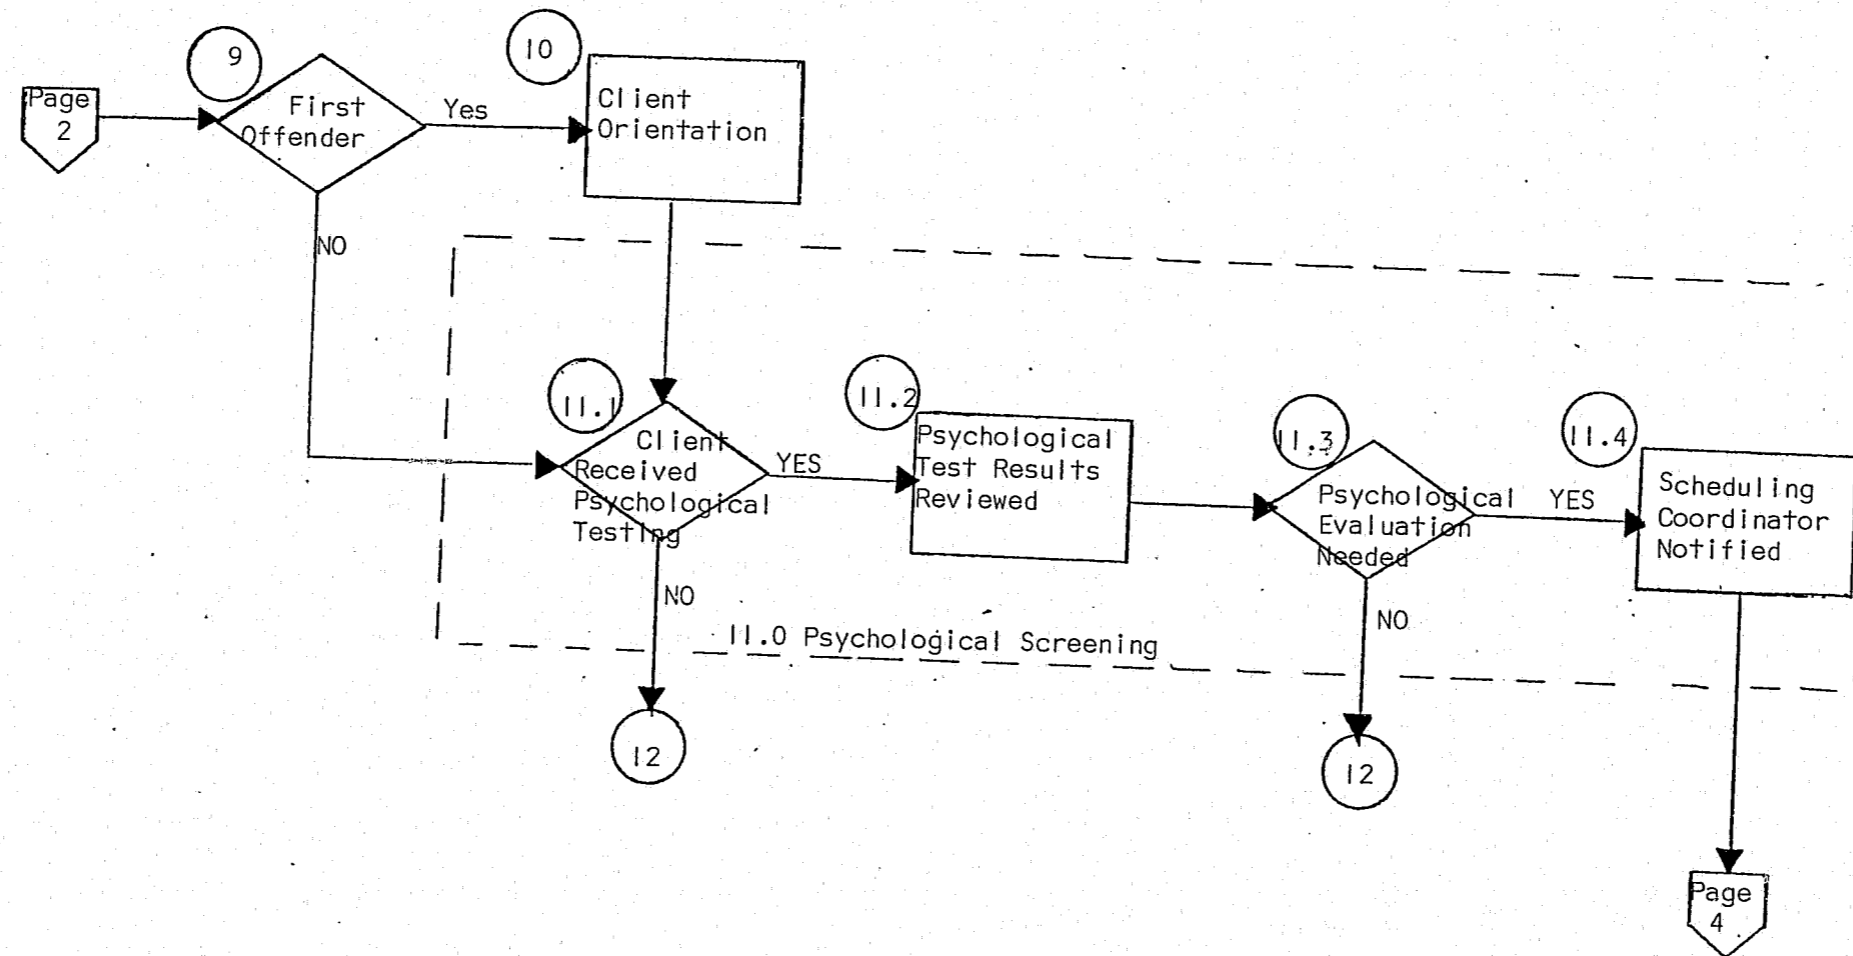 9
10
Page
2
First
Offender
Yes
Client
Orientation
NO
11.1
Client
Received
Psychological
Testing
YES
11.2
Psychological
Test Results
Reviewed
11.3
Psychological
Evaluation
Needed
YES
11.4
Scheduling
Coordinator
Notified
NO
NO
11.0 Psychological Screening
12
12
Page
4